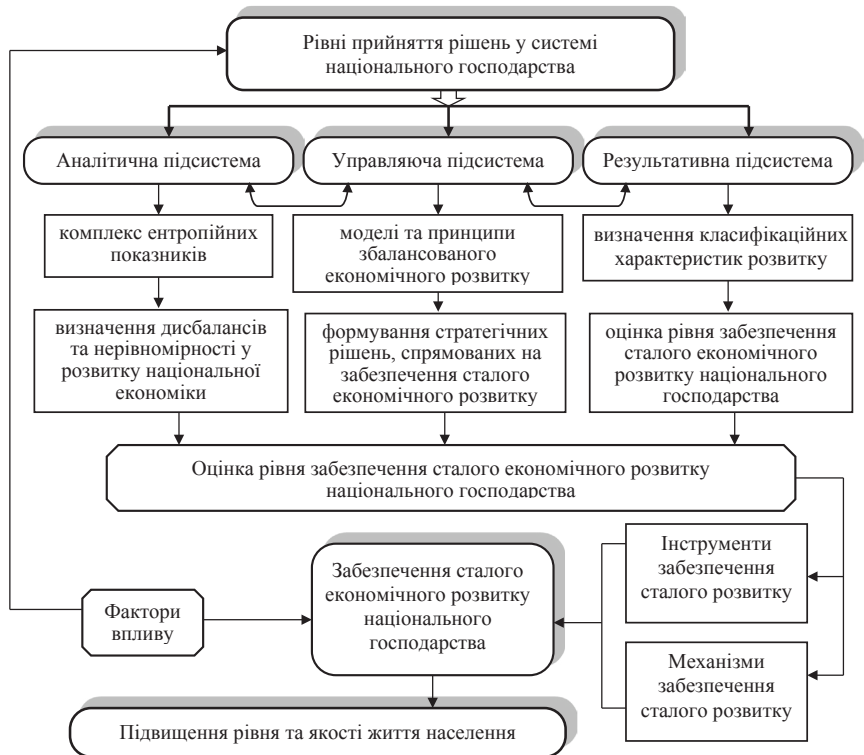 Рівні прийняття рішень у системі
національного господарства
Аналітична підсистема
Управляюча підсистема
Результативна підсистема
комплекс ентропійних
показників
моделі та принципи
збалансованого
економічного розвитку
визначення класифікаційних
характеристик розвитку
визначення дисбалансів
та нерівномірності у
розвитку національної
економіки
формування стратегічних
рішень, спрямованих на
забезпечення сталого
економічного розвитку
оцінка рівня забезпечення
сталого економічного
розвитку національного
господарства
Оцінка рівня забезпечення сталого економічного розвитку
національного господарства
Інструменти
забезпечення
сталого розвитку
Забезпечення сталого
економічного розвитку
національного
господарства
Фактори
впливу
Механізми
забезпечення
сталого розвитку
Підвищення рівня та якості життя населення